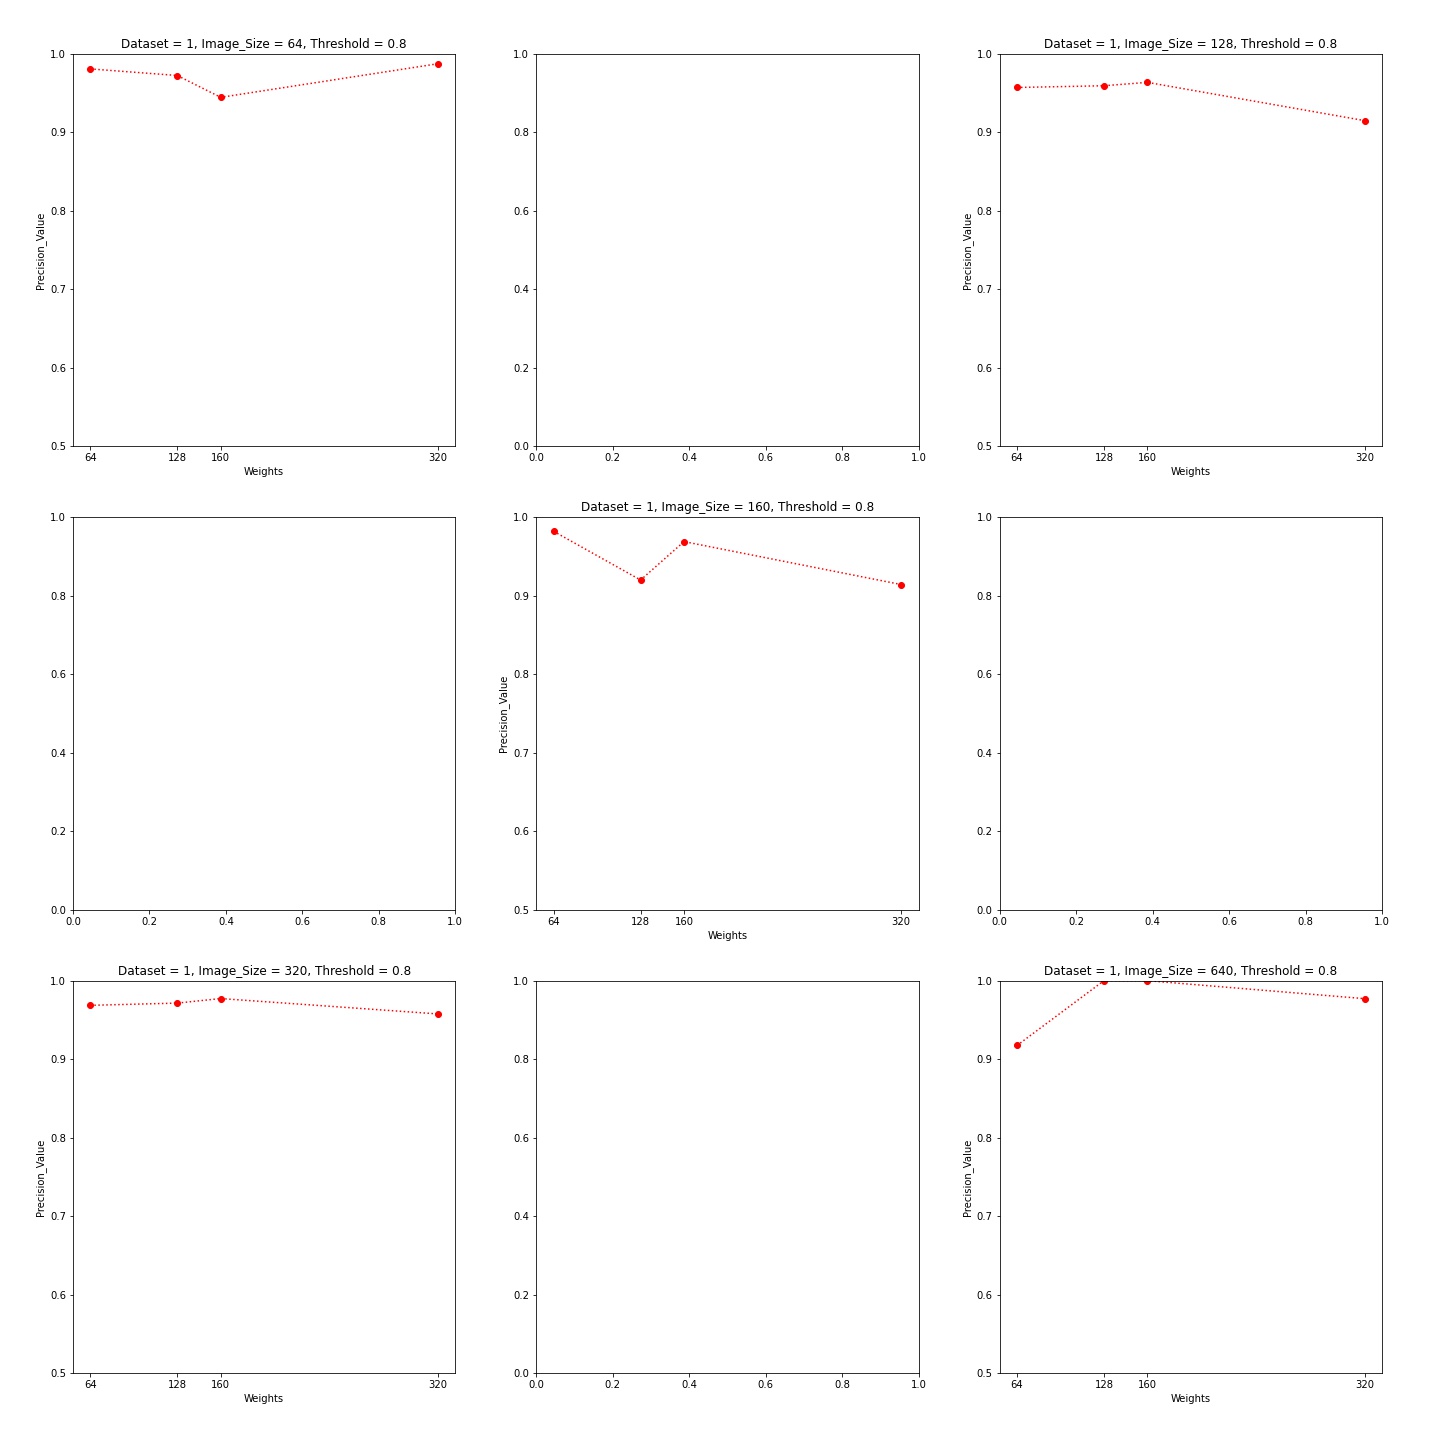 Dataset = 1, Image_Size = 64, Threshold = 0.8
1.0
0.9
0.8
0.7
0.6
0.5
Precision_Value
64 128 160 320
Weights
1.0
0.8
0.6
0.4
0.2
0.0
0.0 0.2 0.4 0.6 0.8 1.0
Dataset = 1, Image_Size = 128, Threshold = 0.8
1.0
0.9
0.8
0.7
0.6
0.5
Precision_Value
64 128 160 320
Weights
1.0
0.8
0.6
0.4
0.2
0.0
0.0 0.2 0.4 0.6 0.8 1.0
Dataset = 1, Image_Size = 160, Threshold = 0.8
1.0
0.9
0.8
0.7
0.6
0.5
Precision_Value
64 128 160 320
Weights
1.0
0.8
0.6
0.4
0.2
0.0
0.0 0.2 0.4 0.6 0.8 1.0
Dataset = 1, Image_Size = 320, Threshold = 0.8
1.0
0.9
0.8
0.7
0.6
0.5
Precision_Value
64 128 160 320
Weights
1.0
0.8
0.6
0.4
0.2
0.0
0.0 0.2 0.4 0.6 0.8 1.0
Dataset = 1, Image_Size = 640, Threshold = 0.8
1.0
0.9
0.8
0.7
0.6
0.5
Precision_Value
64 128 160 320
Weights